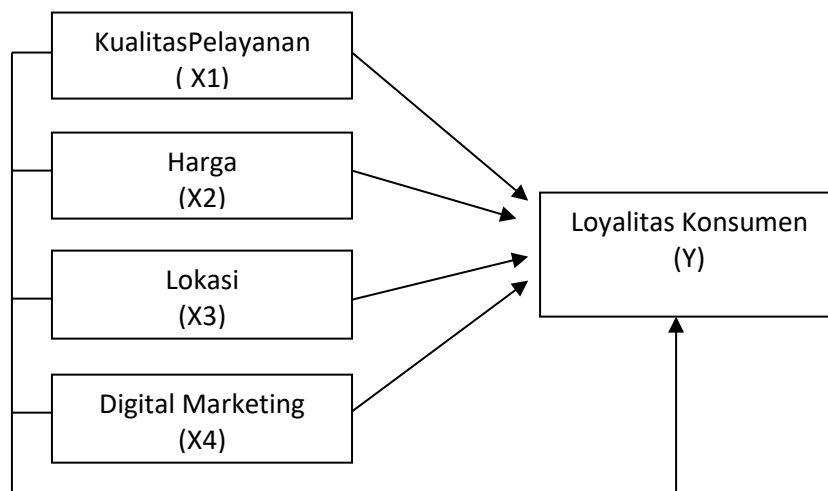 KualitasPelayanan
( X1)
Harga
(X2)
Lokasi
(X3)
Digital Marketing
(X4)
Loyalitas Konsumen
(Y)